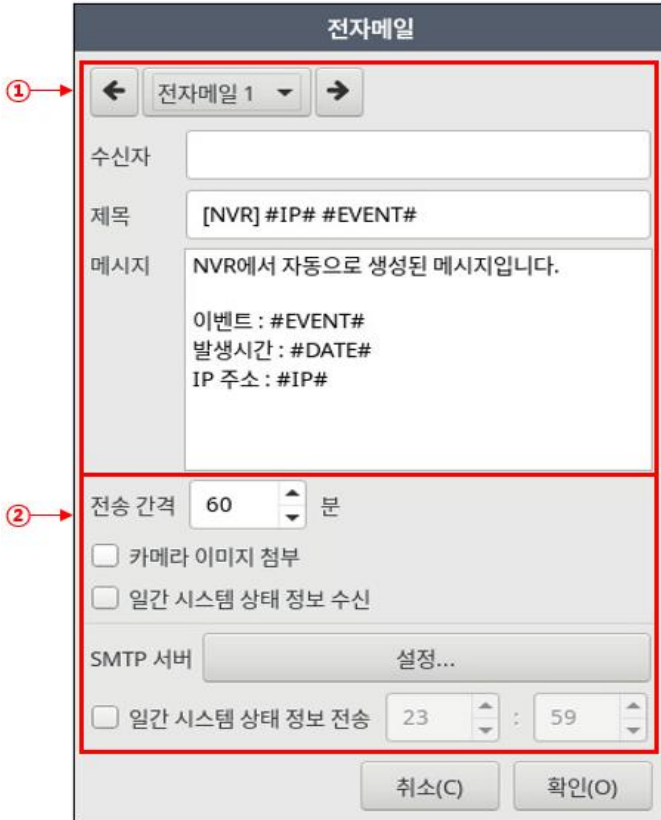 전자메일
①
전자메일 1
수신자
제목 [NVR] #IP# #EVENT#
메시지 NVR에서 자동으로 생성된 메시지입니다.
이벤트 : #EVENT#
발생시간 : #DATE#
IP 주소 : #IP#
②
전송 간격 60 분
카메라 이미지 첨부
일간 시스템 상태 정보 수신
SMTP 서버 설정...
일간 시스템 상태 정보 전송 23 : 59
취소(C) 확인(O)